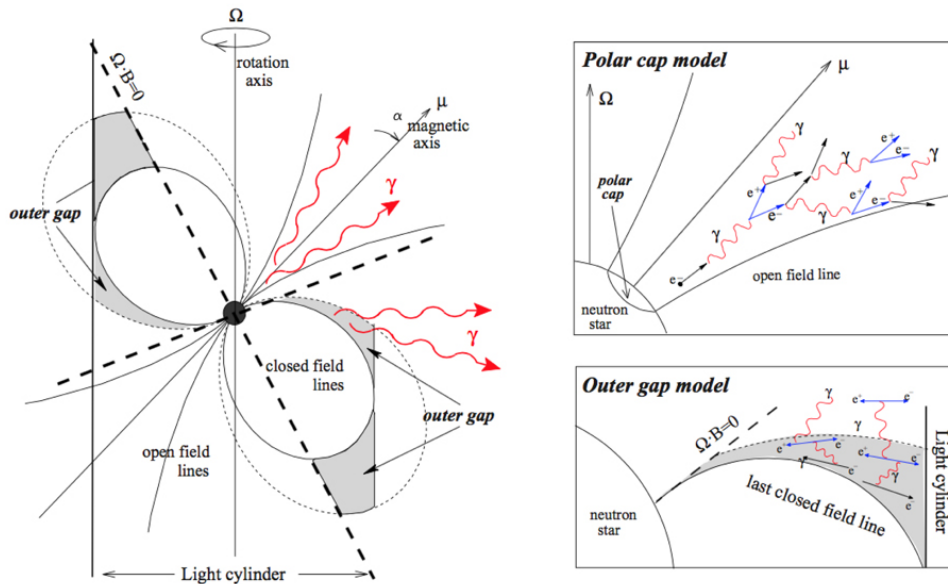 Ω
rotation
axis
Ω·B=0
μ
α
magnetic
axis
γ
outer gap
γ
closed field
lines
outer gap
open field
lines
Light cylinder
Polar cap model
Ω
μ
polar
cap
neutron
star
open field line
e⁻
γ
e⁺
e⁻
γ
γ
γ
e⁺
e⁻
e⁺
e⁻
γ
Outer gap model
Ω·B=0
neutron
star
last closed field line
Light cylinder
γ
e⁺
e⁻
γ
e⁺
e
e⁻
e⁻
γ
e⁻
γ
e⁻